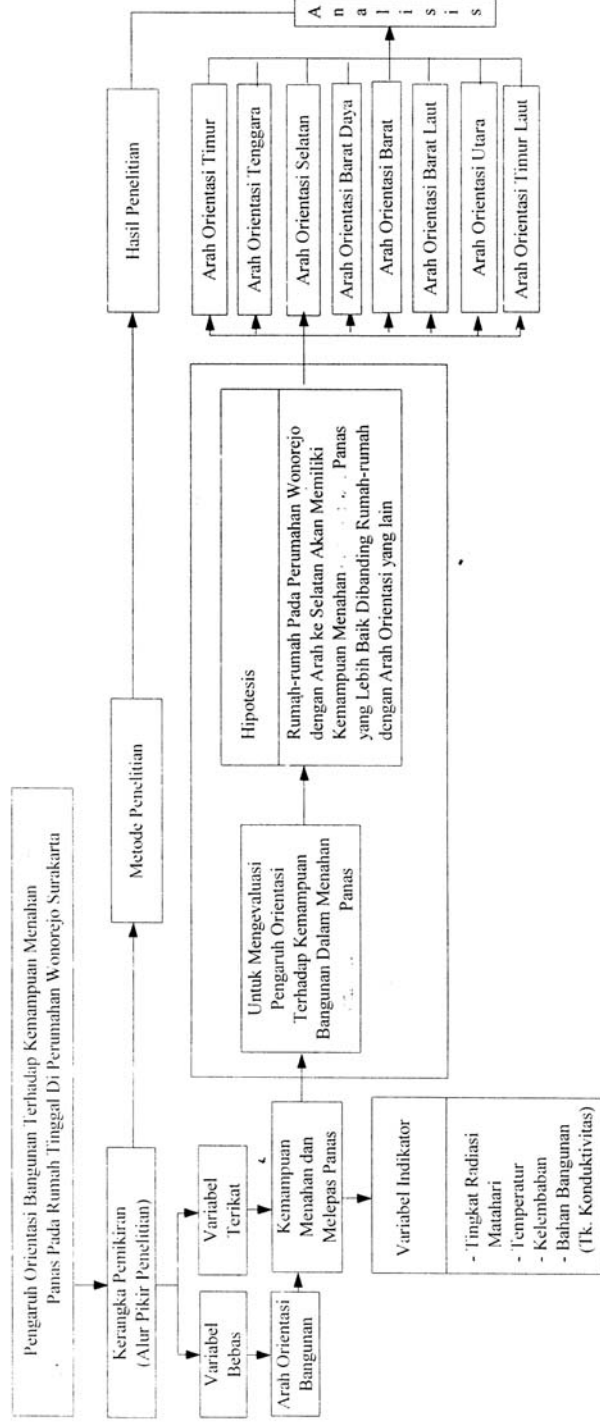 Pengaruh Orientasi Bangunan Terhadap Kemampuan Menahan
Panas Pada Rumah Tinggal Di Perumahan Wonorejo Surakarta
Kerangka Pemikiran
(Alur Pikir Penelitian)
Metode Penelitian
Hasil Penelitian
Variabel
Bebas
Variabel
Terikat
Arah Orientasi
Bangunan
Kemampuan
Menahan dan
Melepas Panas
Variabel Indikator
- Tingkat Radiasi
Matahari
- Temperatur
- Kelembaban
- Bahan Bangunan
(Tk. Konduktivitas)
Untuk Mengevaluasi
Pengaruh Orientasi
Terhadap Kemampuan
Bangunan Dalam Menahan
Panas
Hipotesis
Rumah-rumah Pada Perumahan Wonorejo
dengan Arah ke Selatan Akan Memiliki
Kemampuan Menahan Panas
yang Lebih Baik Dibanding Rumah-rumah
dengan Arah Orientasi yang lain
Arah Orientasi Timur
Arah Orientasi Tenggara
Arah Orientasi Selatan
Arah Orientasi Barat Daya
Arah Orientasi Barat
Arah Orientasi Barat Laut
Arah Orientasi Utara
Arah Orientasi Timur Laut
A
n
a
l
i
s
i
s